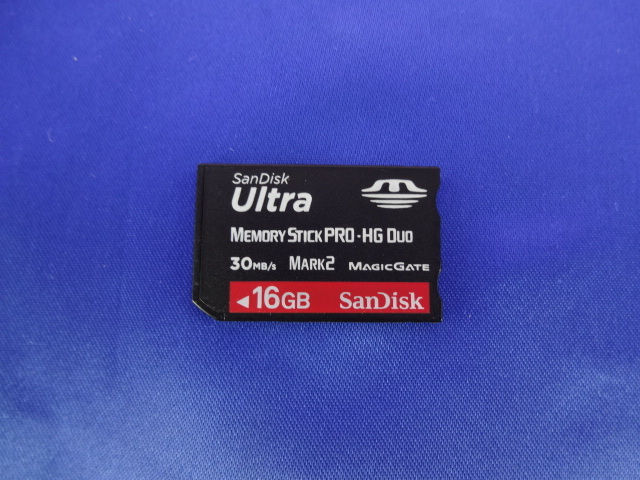 SanDisk
Ultra
MEMORY STICK PRO-HG DUO
30MB/s MARK2 MAGICGATE
◄16GB SanDisk